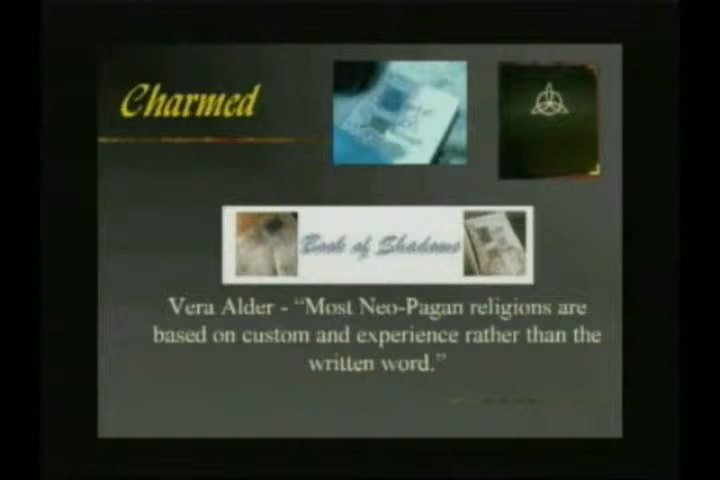 Charmed
Book of Shadows
Vera Alder - “Most Neo-Pagan religions are
based on custom and experience rather than the
written word.”